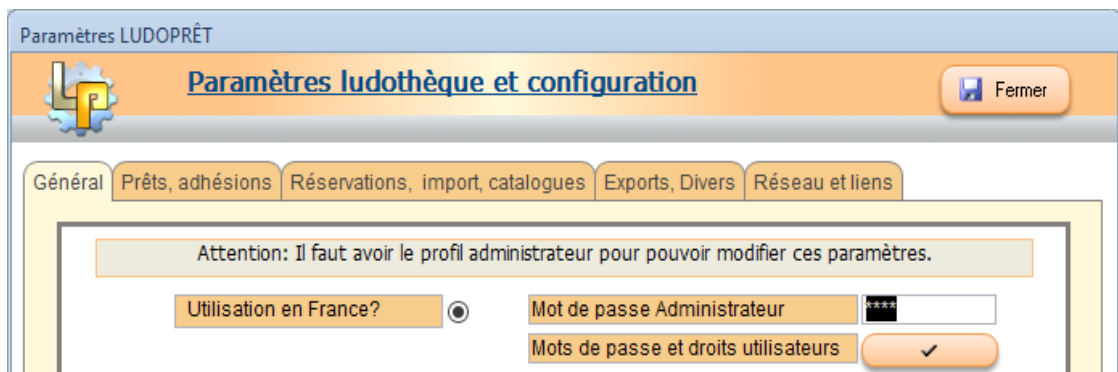 Paramètres LUDOPRÊT
LP
Paramètres ludothèque et configuration
Fermer
Général Prêts, adhésions Réservations, import, catalogues Exports, Divers Réseau et liens
Attention: Il faut avoir le profil administrateur pour pouvoir modifier ces paramètres.
Utilisation en France? Mot de passe Administrateur ****
Mots de passe et droits utilisateurs